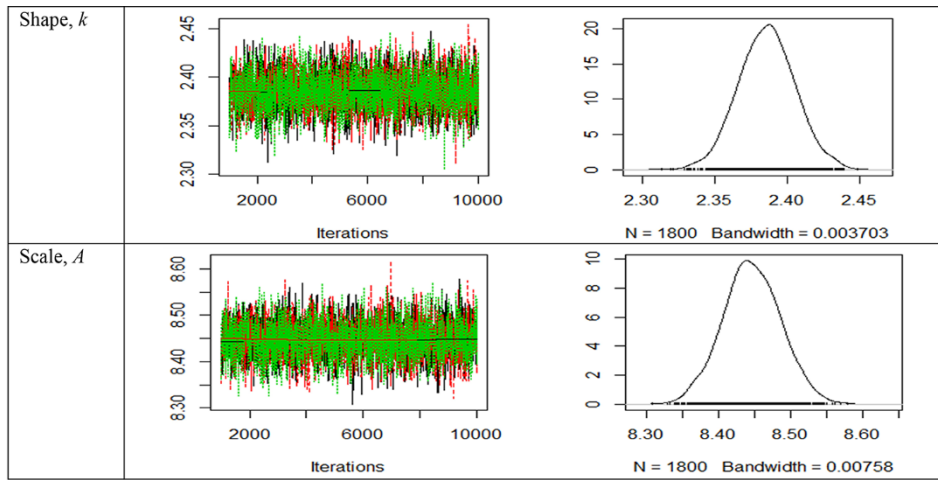 Shape, k
2.45
2.40
2.35
2.30
2000 6000 10000
Iterations
20
15
10
5
0
2.30 2.35 2.40 2.45
N = 1800 Bandwidth = 0.003703
Scale, A
8.60
8.50
8.40
8.30
2000 6000 10000
Iterations
10
8
6
4
2
0
8.30 8.40 8.50 8.60
N = 1800 Bandwidth = 0.00758